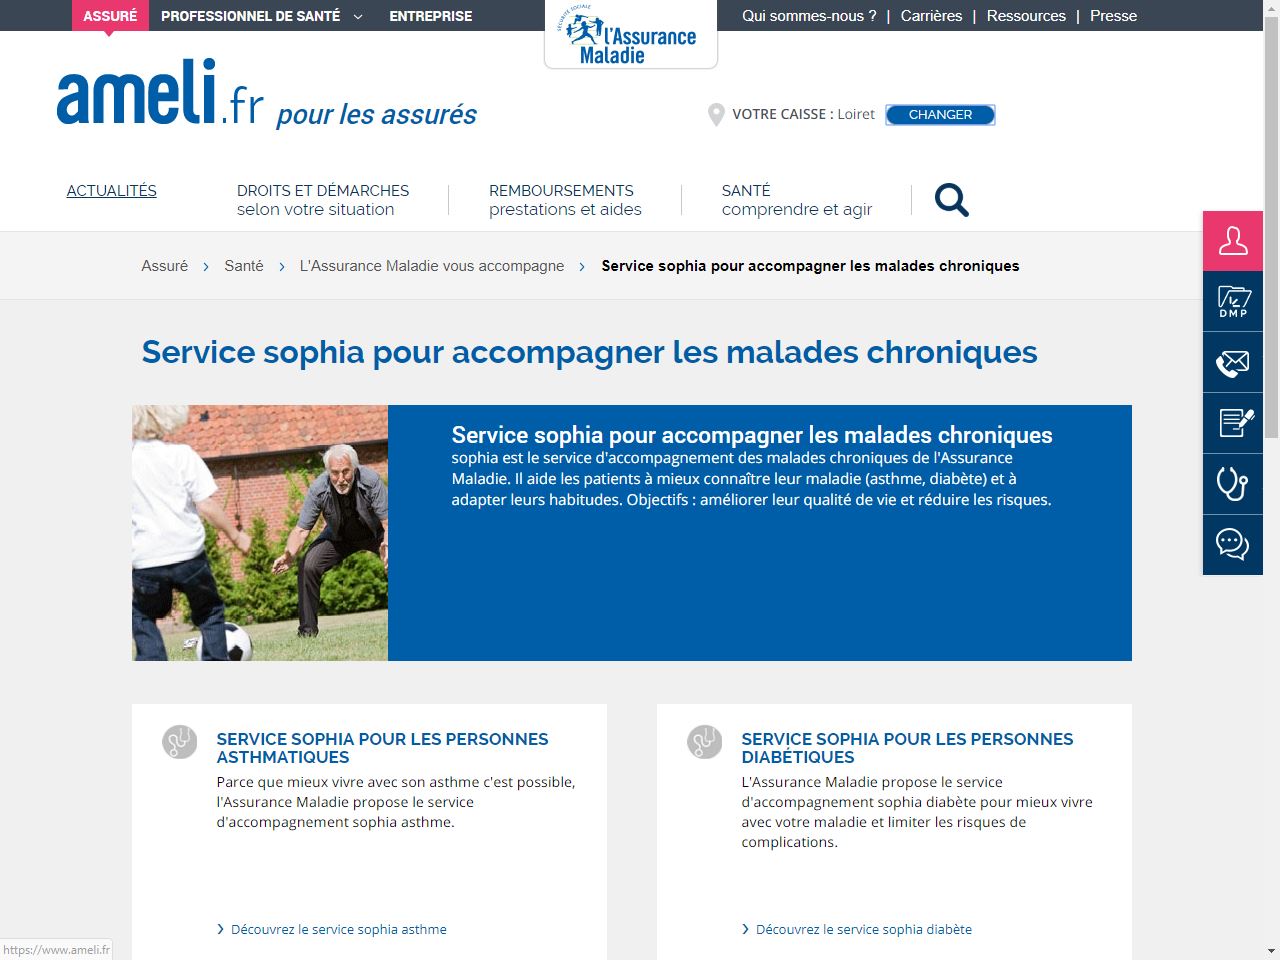 ASSURÉ PROFESSIONNEL DE SANTÉ ENTREPRISE
SÉCURITÉ SOCIALE
l'Assurance
Maladie
Qui sommes-nous ? | Carrières | Ressources | Presse
ameli.fr pour les assurés
VOTRE CAISSE : Loiret CHANGER
ACTUALITÉS
DROITS ET DÉMARCHES
selon votre situation
REMBOURSEMENTS
prestations et aides
SANTÉ
comprendre et agir
Assuré > Santé > L'Assurance Maladie vous accompagne > Service sophia pour accompagner les malades chroniques
DMP
Service sophia pour accompagner les malades chroniques
Service sophia pour accompagner les malades chroniques
sophia est le service d'accompagnement des malades chroniques de l'Assurance
Maladie. Il aide les patients à mieux connaître leur maladie (asthme, diabète) et à
adapter leurs habitudes. Objectifs : améliorer leur qualité de vie et réduire les risques.
SERVICE SOPHIA POUR LES PERSONNES
ASTHMATIQUES
Parce que mieux vivre avec son asthme c'est possible,
l'Assurance Maladie propose le service
d'accompagnement sophia asthme.
> Découvrez le service sophia asthme
SERVICE SOPHIA POUR LES PERSONNES
DIABÉTIQUES
L'Assurance Maladie propose le service
d'accompagnement sophia diabète pour mieux vivre
avec votre maladie et limiter les risques de
complications.
> Découvrez le service sophia diabète
https://www.ameli.fr